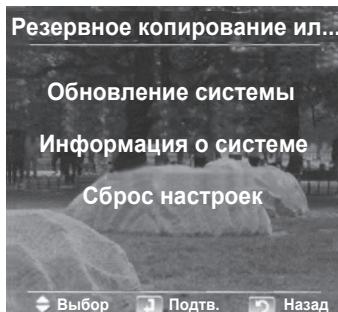 Резервное копирование ил...
Обновление системы
Информация о системе
Сброс настроек
Выбор Подтв. Назад